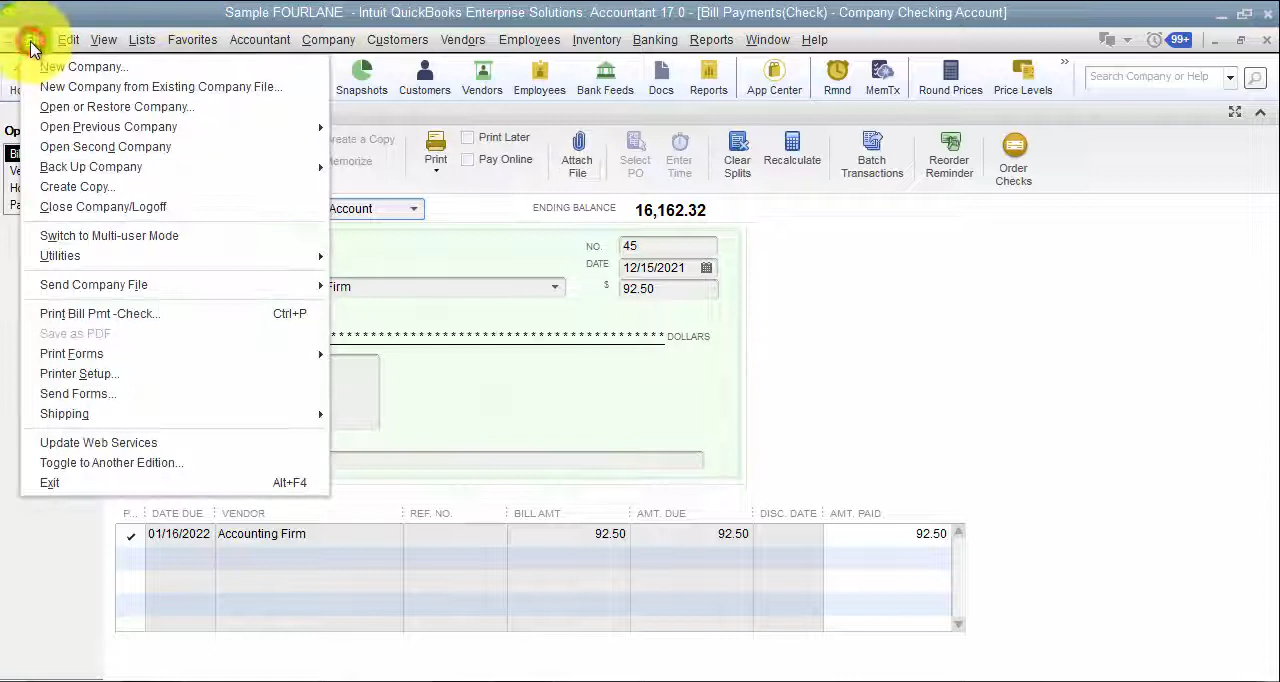 Sample FOURLANE - Intuit QuickBooks Enterprise Solutions: Accountant 17.0 - [Bill Payments(Check) - Company Checking Account]
Edit View Lists Favorites Accountant Company Customers Vendors Employees Inventory Banking Reports Window Help 99+
Snapshots Customers Vendors Employees Bank Feeds Docs Reports App Center Rmnd MemTx Round Prices Price Levels Search Company or Help
New Company...
New Company from Existing Company File...
Open or Restore Company...
Open Previous Company
Open Second Company
Back Up Company
Create Copy...
Close Company/Logoff
Switch to Multi-user Mode
Utilities
Send Company File
Print Bill Pmt -Check... Ctrl+P
Save as PDF
Print Forms
Printer Setup...
Send Forms...
Shipping
Update Web Services
Toggle to Another Edition...
Exit Alt+F4
reate a Copy
emorize
Print
Print Later
Pay Online
Attach File
Select PO
Enter Time
Clear Splits
Recalculate
Batch Transactions
Reorder Reminder
Order Checks
Account
ENDING BALANCE 16,162.32
NO. 45
DATE 12/15/2021
Firm
$ 92.50
DOLLARS
P... DATE DUE VENDOR REF. NO. BILL AMT. AMT. DUE DISC. DATE AMT. PAID
01/16/2022 Accounting Firm 92.50 92.50 92.50